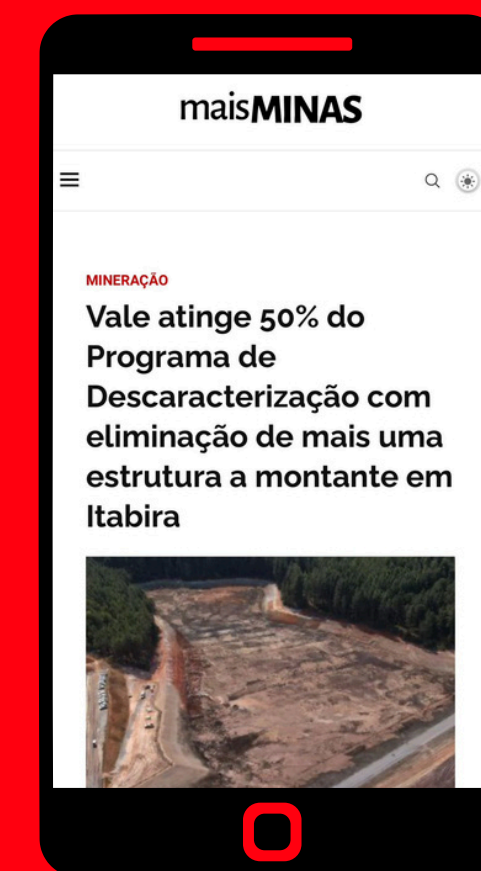 maisMINAS
MINERAÇÃO
Vale atinge 50% do
Programa de
Descaracterização com
eliminação de mais uma
estrutura a montante em
Itabira